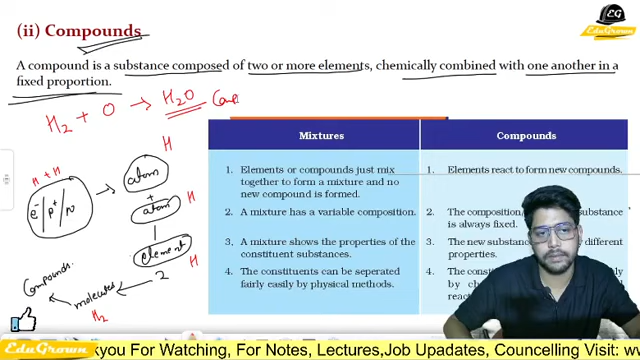 (ii) Compounds
EG
EduGrown
A compound is a substance composed of two or more elements, chemically combined with one another in a
fixed proportion.
H2 + O → H2O
H
H + H
e- / p+ / N
atom
+
atom
H
element
H
2
molecules
H2
Compounds.
Mixtures
Compounds
1. Elements or compounds just mix
together to form a mixture and no
new compound is formed.
2. A mixture has a variable composition.
3. A mixture shows the properties of the
constituent substances.
4. The constituents can be seperated
fairly easily by physical methods.
1. Elements react to form new compounds.
2. The composition substance
is always fixed.
3. The new different
properties.
4. The
by
EduGrown
kyou For Watching, For Notes, Lectures,Job Upadates, Councelling Visit: